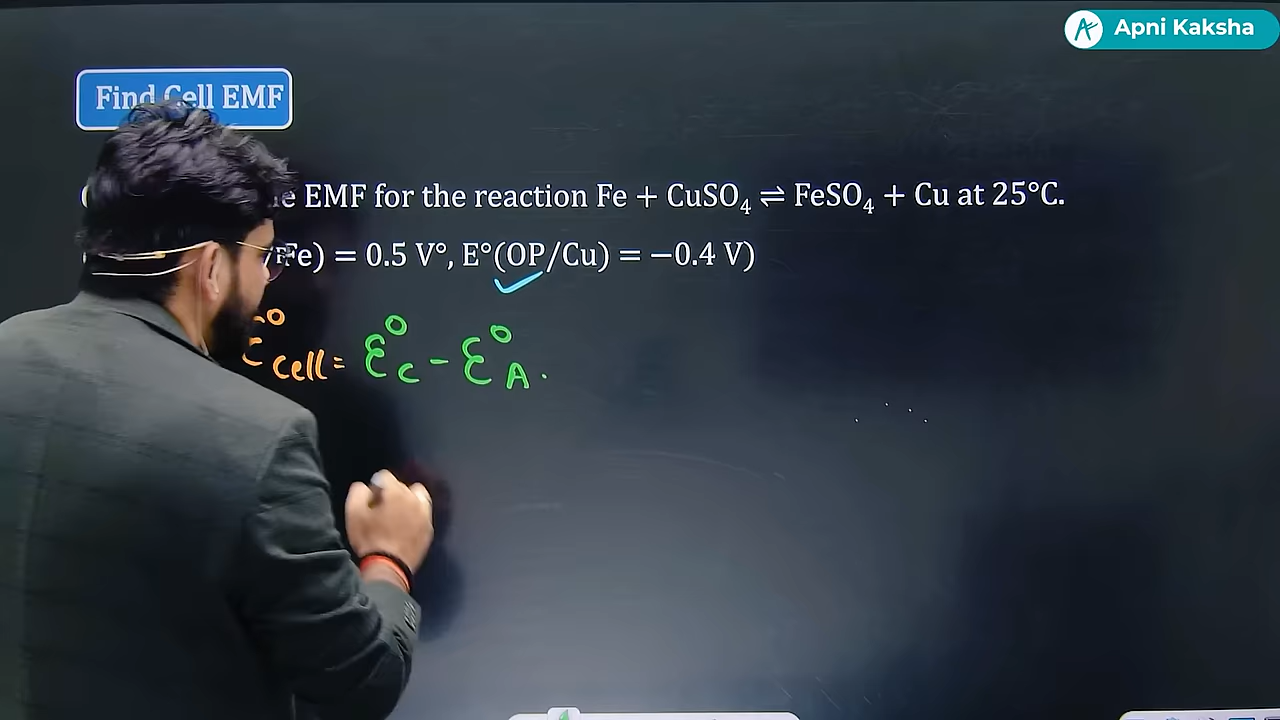 Apni Kaksha
Find Cell EMF
EMF for the reaction Fe + CuSO₄ ⇌ FeSO₄ + Cu at 25°C.
Fe) = 0.5 V°, E°(OP/Cu) = −0.4 V)
Ɛ°cell = Ɛ°C - Ɛ°A.